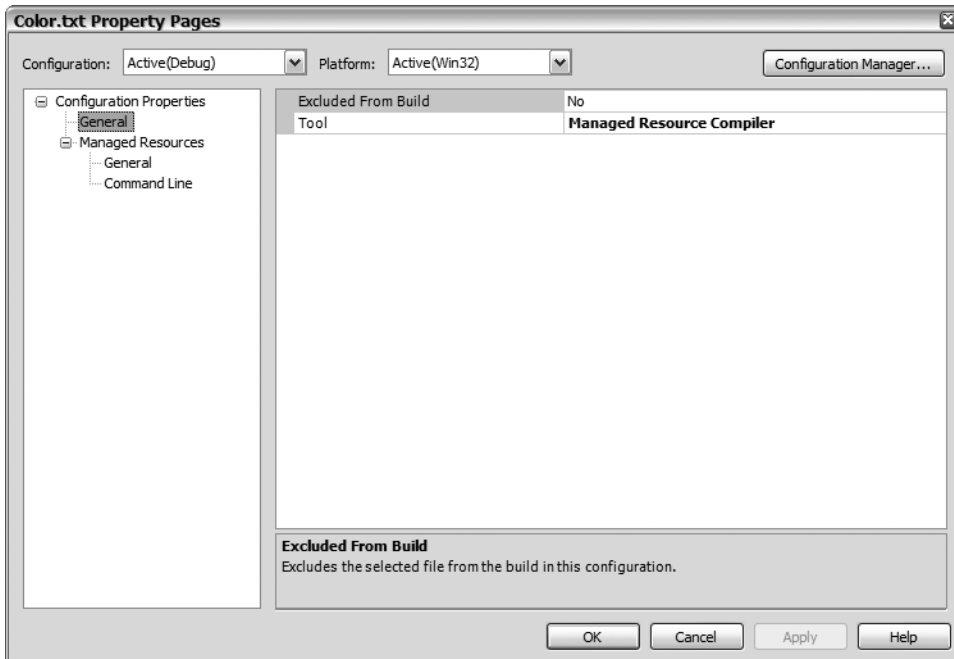 Color.txt Property Pages
Configuration: Active(Debug) Platform: Active(Win32) Configuration Manager...
Configuration Properties
General
Managed Resources
General
Command Line
Excluded From Build No
Tool Managed Resource Compiler
Excluded From Build
Excludes the selected file from the build in this configuration.
OK Cancel Apply Help